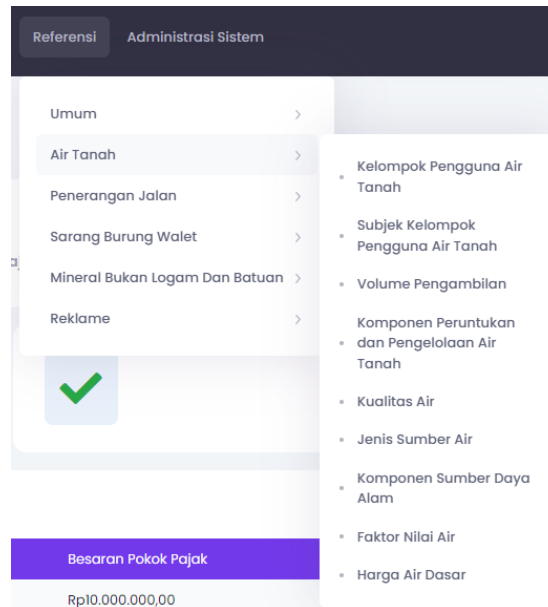 Referensi
Administrasi Sistem
Umum
Air Tanah
Penerangan Jalan
Sarang Burung Walet
Mineral Bukan Logam Dan Batuan
Reklame
Kelompok Pengguna Air
Tanah
Subjek Kelompok
Pengguna Air Tanah
Volume Pengambilan
Komponen Peruntukan
dan Pengelolaan Air
Tanah
Kualitas Air
Jenis Sumber Air
Komponen Sumber Daya
Alam
Faktor Nilai Air
Harga Air Dasar
Besaran Pokok Pajak
Rp10.000.000,00